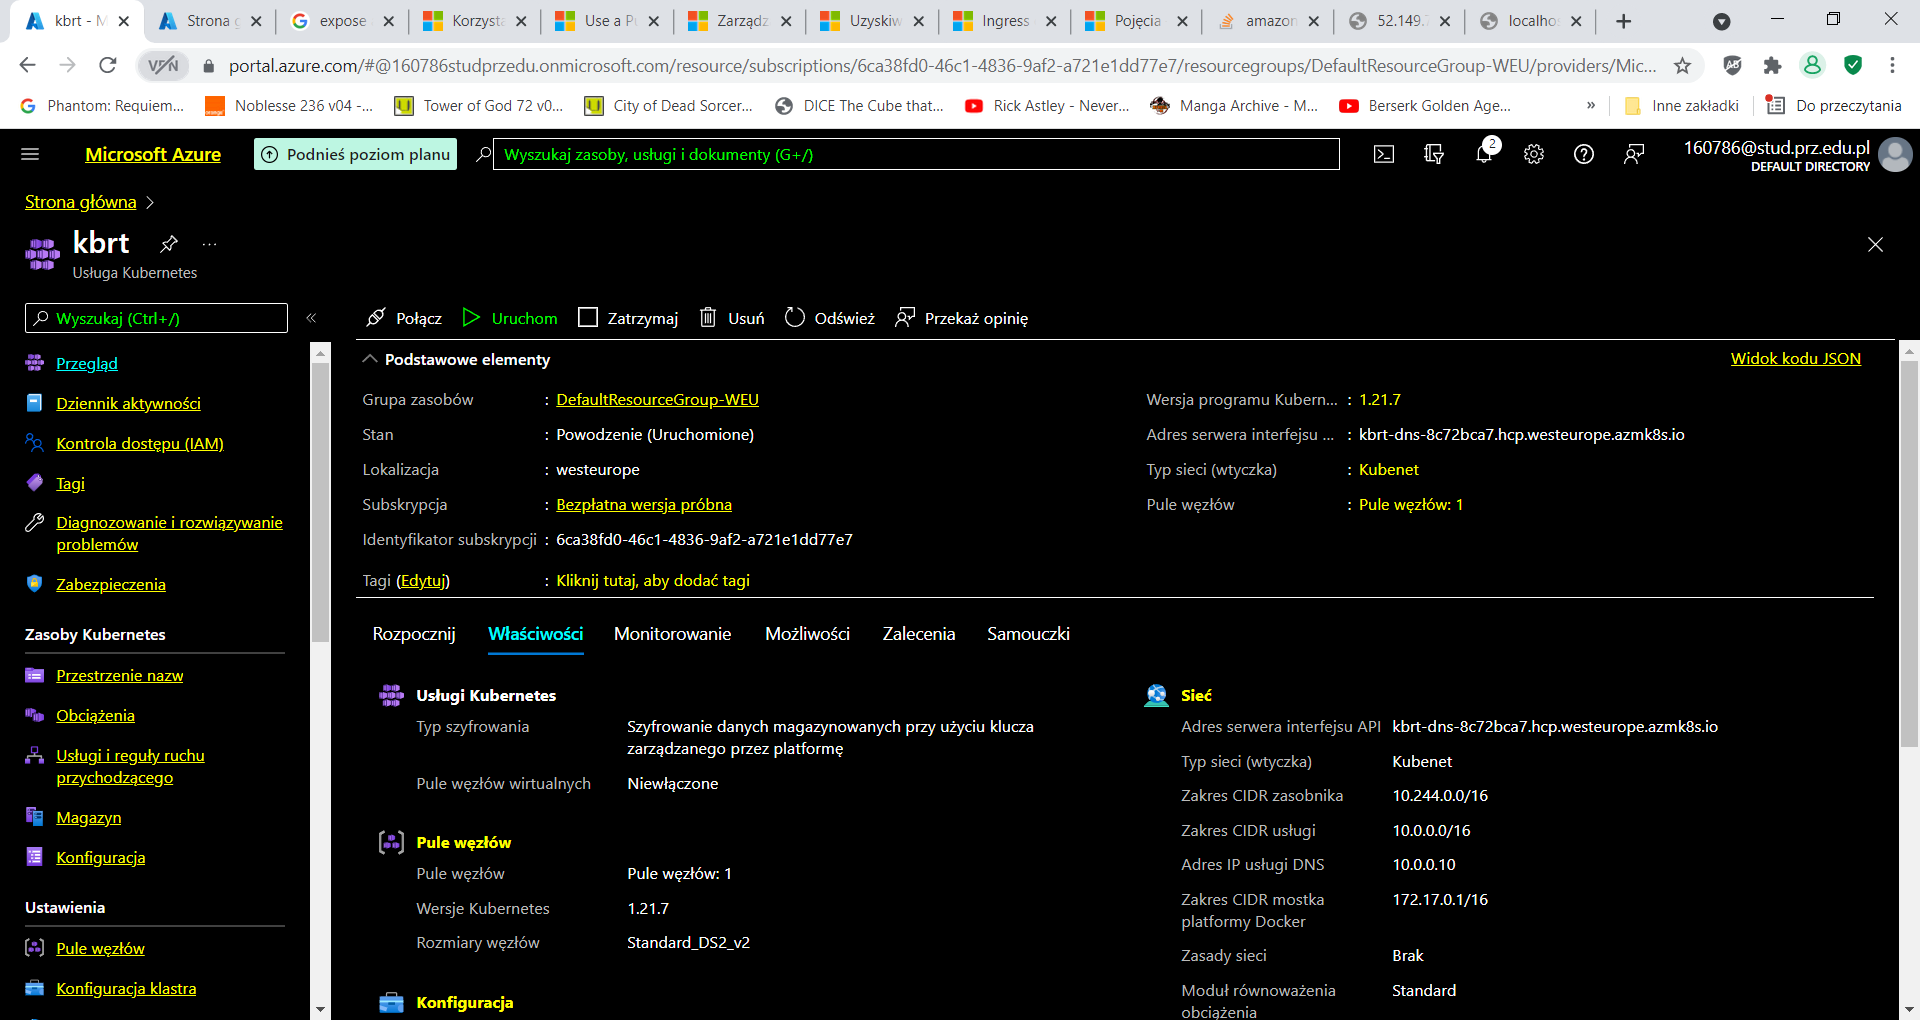 kbrt - M
Strona g
expose
Korzysta
Use a Pu
Zarządz
Uzyskiw
Ingress
Pojęcia
amazon
52.149.7
localhos
VPN
portal.azure.com/#@160786studprzedu.onmicrosoft.com/resource/subscriptions/6ca38fd0-46c1-4836-9af2-a721e1dd77e7/resourcegroups/DefaultResourceGroup-WEU/providers/Mic...
Phantom: Requiem...
Noblesse 236 v04 -...
Tower of God 72 v0...
City of Dead Sorcer...
DICE The Cube that...
Rick Astley - Never...
Manga Archive - M...
Berserk Golden Age...
»
Inne zakładki
Do przeczytania
Microsoft Azure
Podnieś poziom planu
Wyszukaj zasoby, usługi i dokumenty (G+/)
2
160786@stud.prz.edu.pl
DEFAULT DIRECTORY
Strona główna
kbrt
...
Usługa Kubernetes
Wyszukaj (Ctrl+/)
«
Połącz
Uruchom
Zatrzymaj
Usuń
Odśwież
Przekaż opinię
Przegląd
Dziennik aktywności
Kontrola dostępu (IAM)
Tagi
Diagnozowanie i rozwiązywanie
problemów
Zabezpieczenia
Zasoby Kubernetes
Przestrzenie nazw
Obciążenia
Usługi i reguły ruchu
przychodzącego
Magazyn
Konfiguracja
Ustawienia
Pule węzłów
Konfiguracja klastra
Podstawowe elementy
Widok kodu JSON
Grupa zasobów : DefaultResourceGroup-WEU
Stan : Powodzenie (Uruchomione)
Lokalizacja : westeurope
Subskrypcja : Bezpłatna wersja próbna
Identyfikator subskrypcji : 6ca38fd0-46c1-4836-9af2-a721e1dd77e7
Tagi (Edytuj) : Kliknij tutaj, aby dodać tagi
Wersja programu Kubern... : 1.21.7
Adres serwera interfejsu ... : kbrt-dns-8c72bca7.hcp.westeurope.azmk8s.io
Typ sieci (wtyczka) : Kubenet
Pule węzłów : Pule węzłów: 1
Rozpocznij
Właściwości
Monitorowanie
Możliwości
Zalecenia
Samouczki
Usługi Kubernetes
Typ szyfrowania Szyfrowanie danych magazynowanych przy użyciu klucza
zarządzanego przez platformę
Pule węzłów wirtualnych Niewłączone
Pule węzłów
Pule węzłów Pule węzłów: 1
Wersje Kubernetes 1.21.7
Rozmiary węzłów Standard_DS2_v2
Konfiguracja
Sieć
Adres serwera interfejsu API kbrt-dns-8c72bca7.hcp.westeurope.azmk8s.io
Typ sieci (wtyczka) Kubenet
Zakres CIDR zasobnika 10.244.0.0/16
Zakres CIDR usługi 10.0.0.0/16
Adres IP usługi DNS 10.0.0.10
Zakres CIDR mostka 172.17.0.1/16
platformy Docker
Zasady sieci Brak
Moduł równoważenia Standard
obciążenia